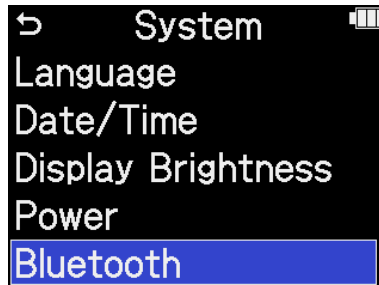 System
Language
Date/Time
Display Brightness
Power
Bluetooth